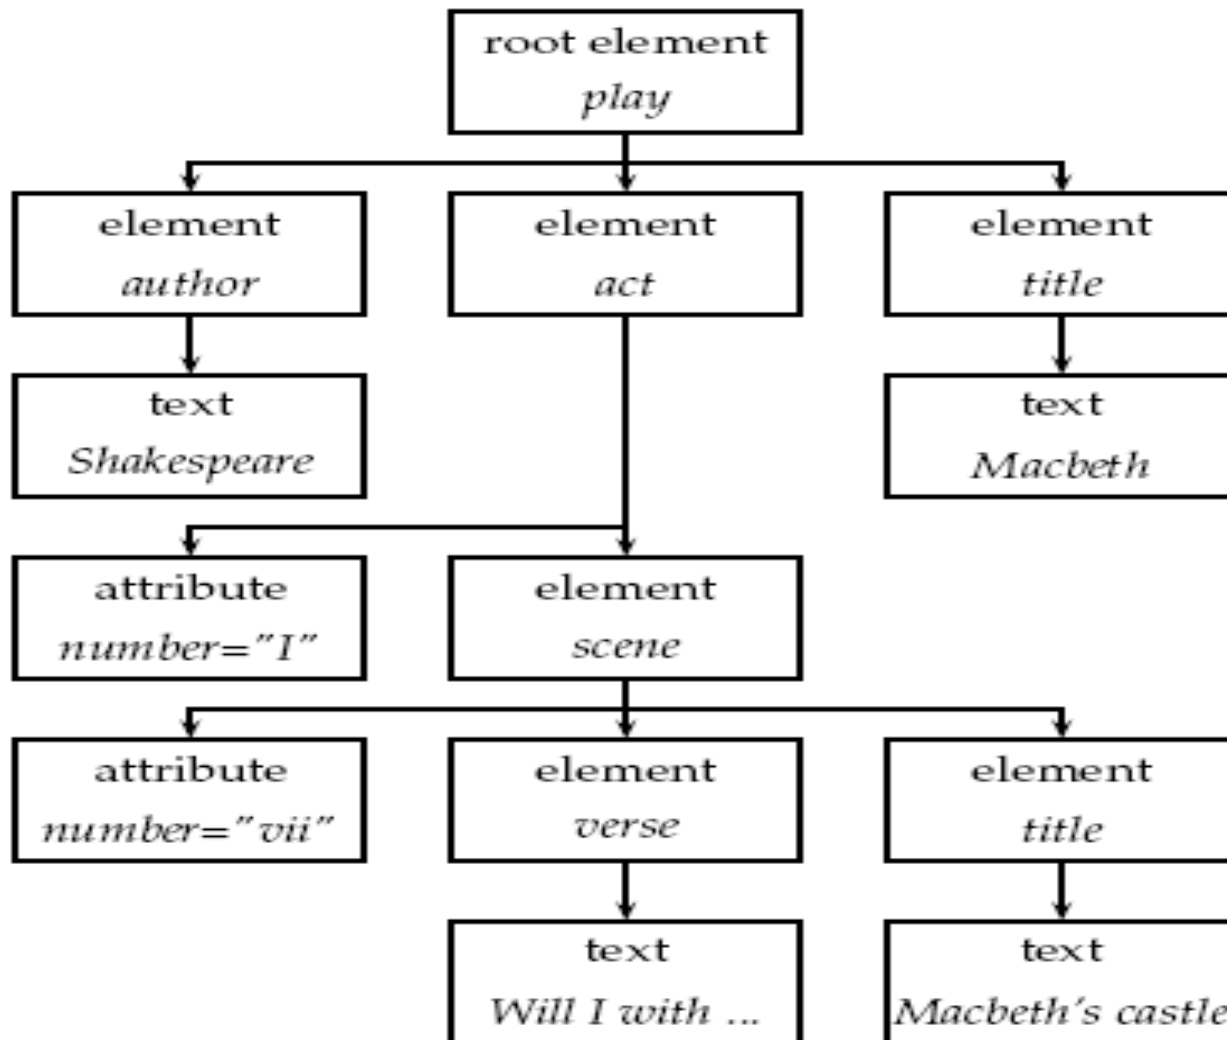 root element
play
element
author
element
act
element
title
text
Shakespeare
text
Macbeth
attribute
number="I"
element
scene
attribute
number="vii"
element
verse
element
title
text
Will I with ...
text
Macbeth's castle